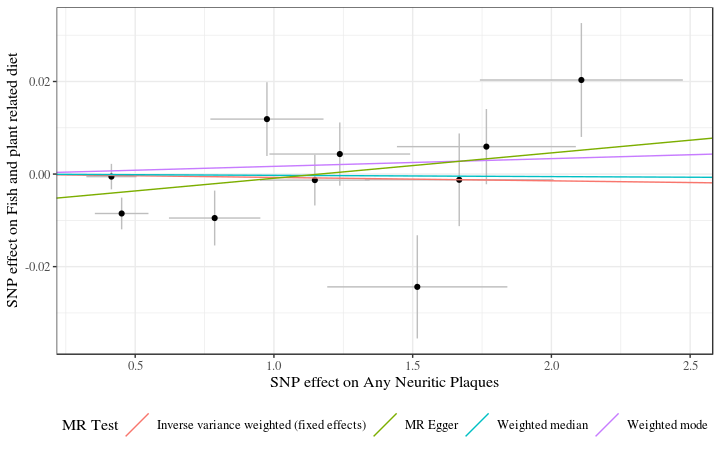 SNP effect on Fish and plant related diet
0.02
0.00
-0.02
0.5
1.0
1.5
2.0
2.5
SNP effect on Any Neuritic Plaques
MR Test
Inverse variance weighted (fixed effects)
MR Egger
Weighted median
Weighted mode